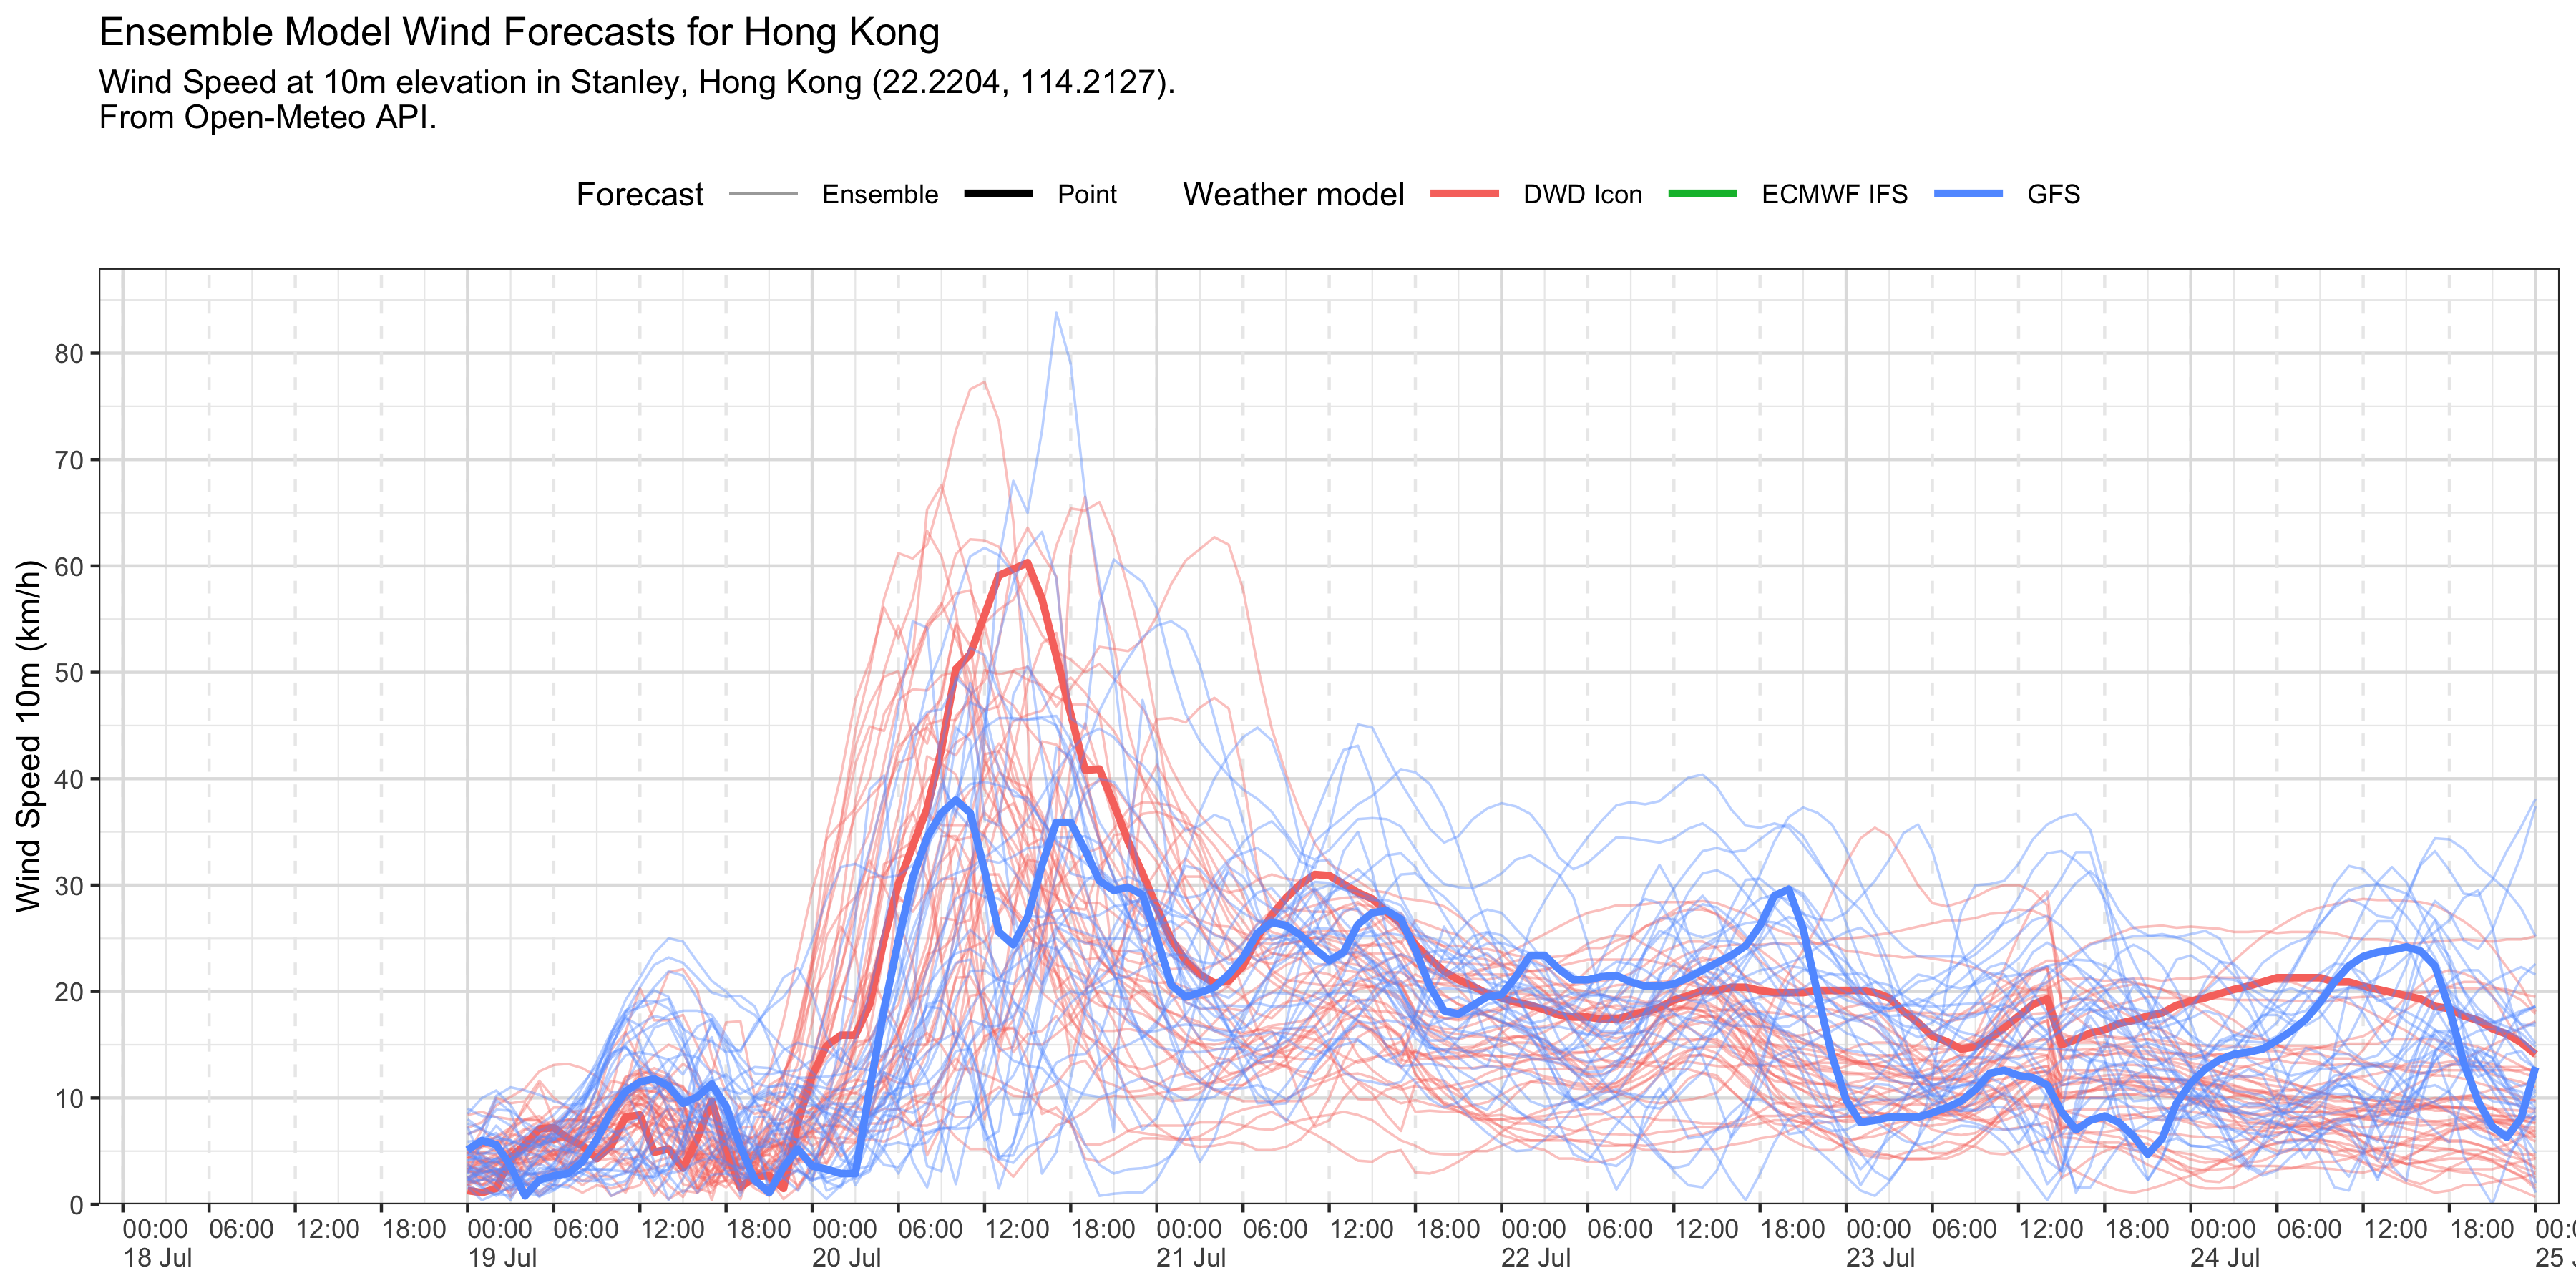 Ensemble Model Wind Forecasts for Hong Kong
Wind Speed at 10m elevation in Stanley, Hong Kong (22.2204, 114.2127).
From Open-Meteo API.
Forecast Ensemble Point Weather model DWD Icon ECMWF IFS GFS
Wind Speed 10m (km/h)
80
70
60
50
40
30
20
10
0
00:00 06:00 12:00 18:00 00:00 06:00 12:00 18:00 00:00 06:00 12:00 18:00 00:00 06:00 12:00 18:00 00:00 06:00 12:00 18:00 00:00 06:00 12:00 18:00 00:00 06:00 12:00 18:00 00:0
18 Jul 19 Jul 20 Jul 21 Jul 22 Jul 23 Jul 24 Jul 25